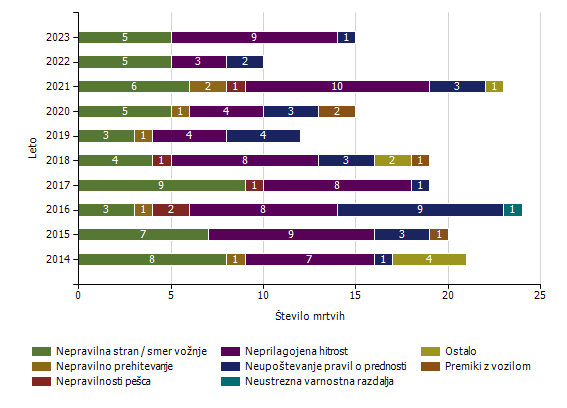 2023 5 9 1
2022 5 3 2
2021 6 2 1 10 3 1
2020 5 1 4 3 2
2019 3 1 4 4
2018 4 1 8 3 2 1
2017 9 1 8 1
2016 3 1 2 8 9 1
2015 7 9 3 1
2014 8 1 7 1 4
Leto
0 5 10 15 20 25
Število mrtvih
Nepravilna stran / smer vožnje Neprilagojena hitrost Ostalo
Nepravilno prehitevanje Neupoštevanje pravil o prednosti Premiki z vozilom
Nepravilnosti pešca Neustrezna varnostna razdalja